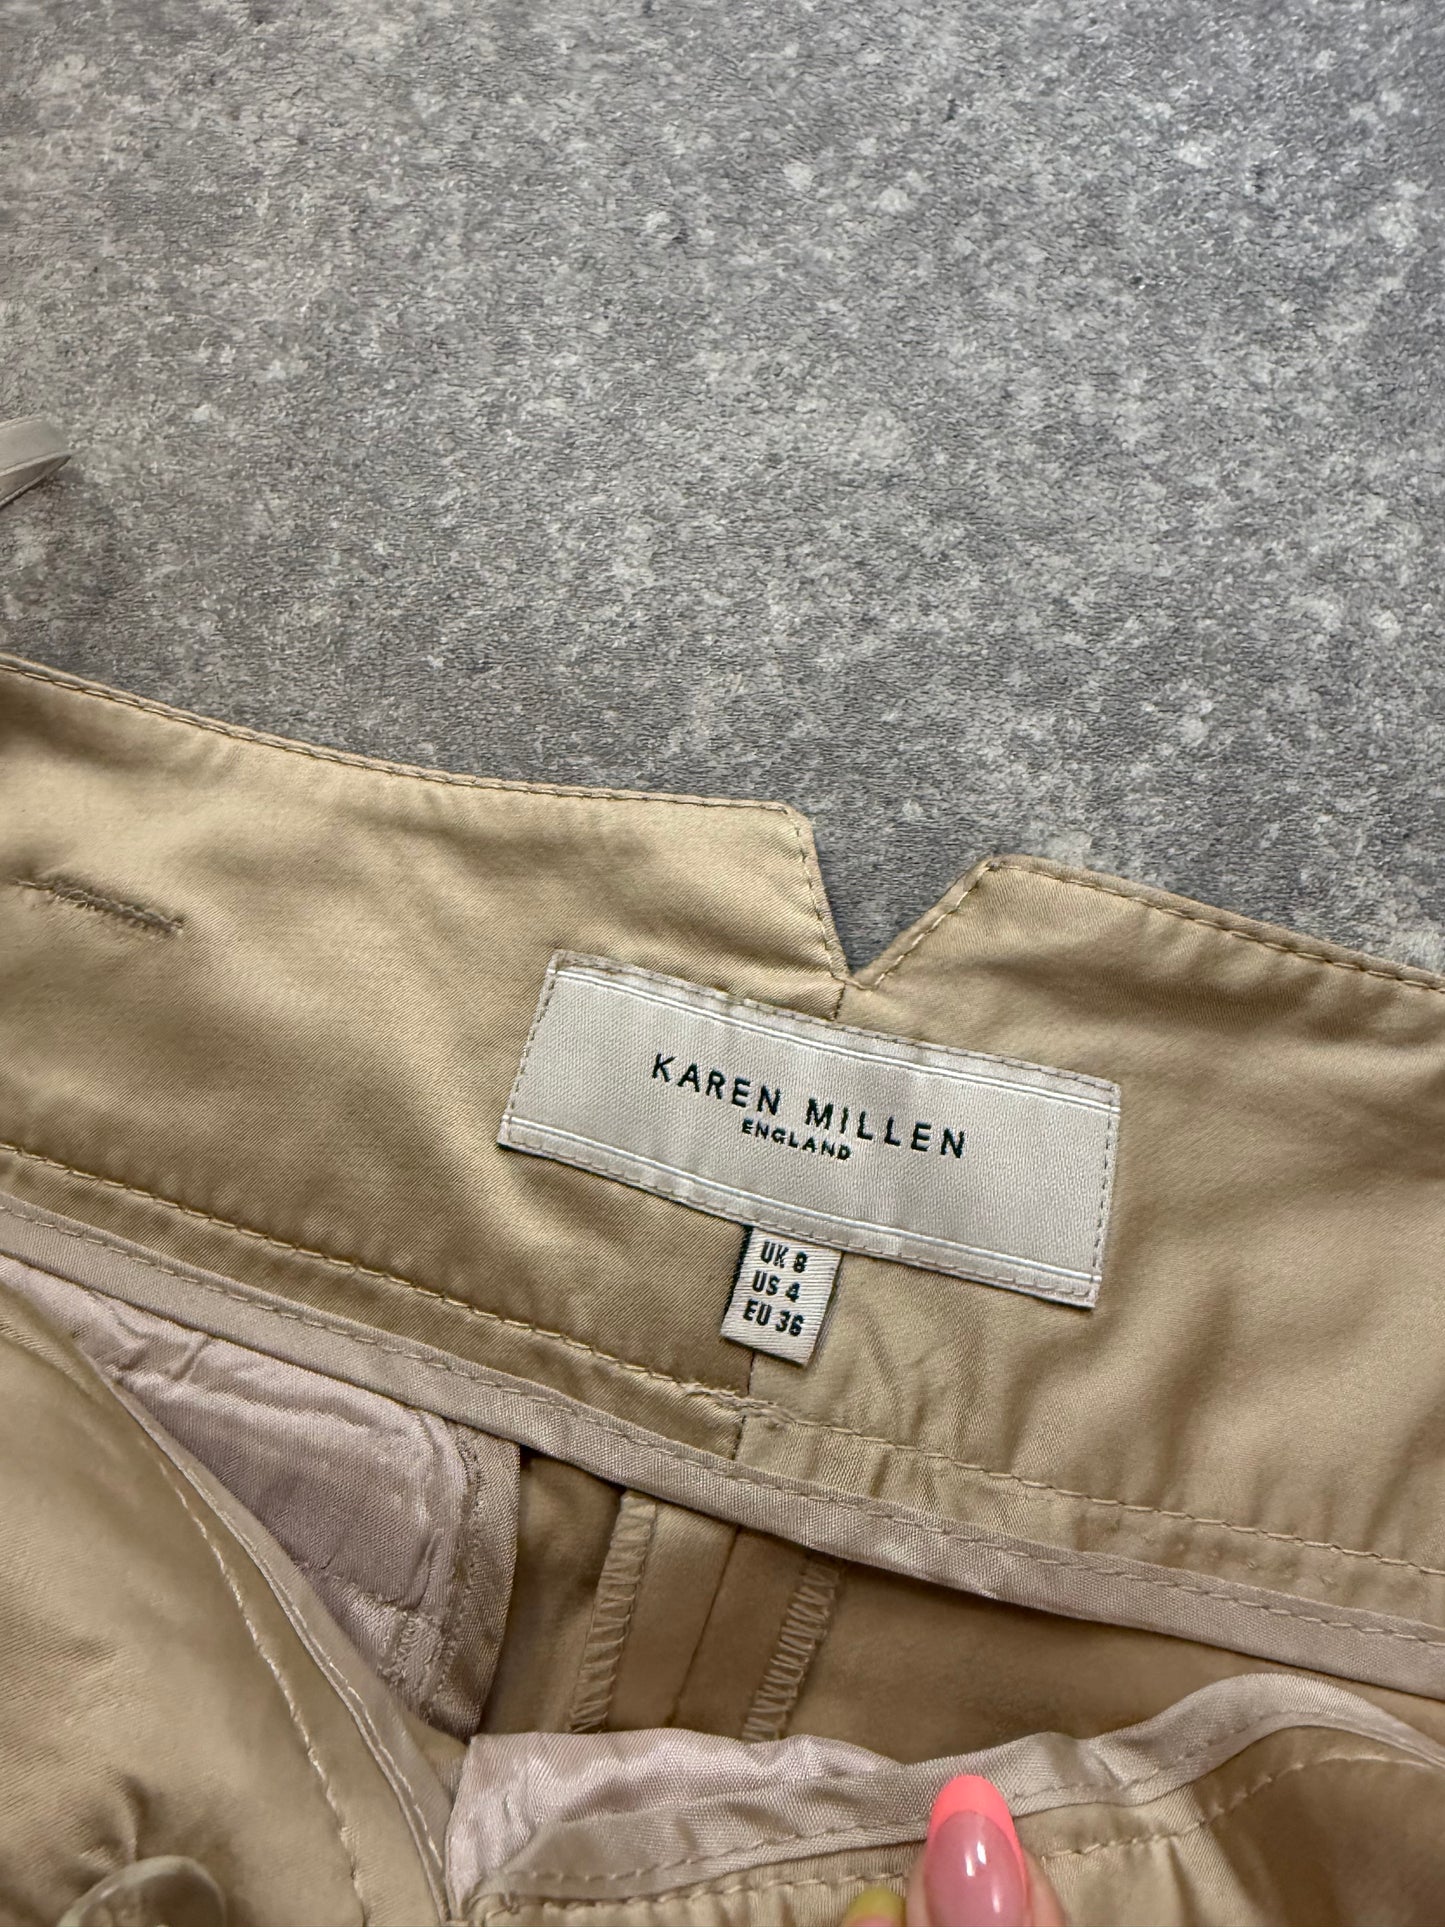 KAREN MILLEN
ENGLAND
UK 8
US 4
EU 36